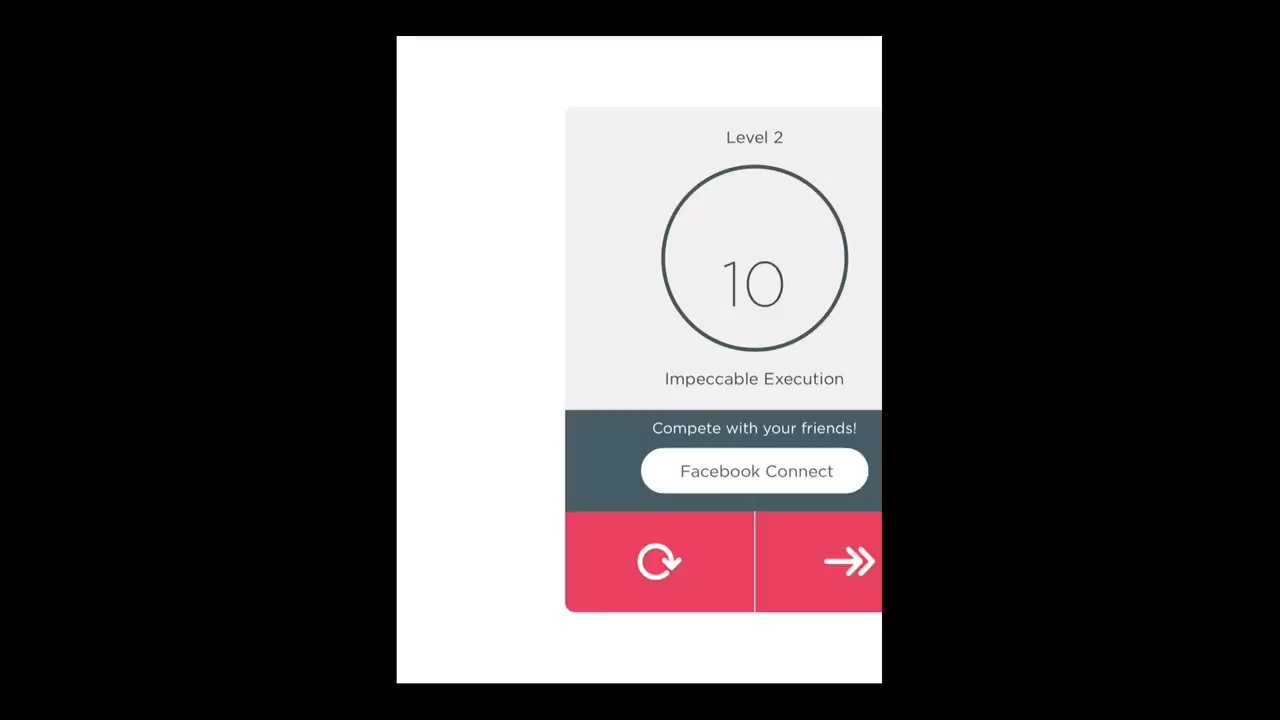 Level 2
10
Impeccable Execution
Compete with your friends!
Facebook Connect